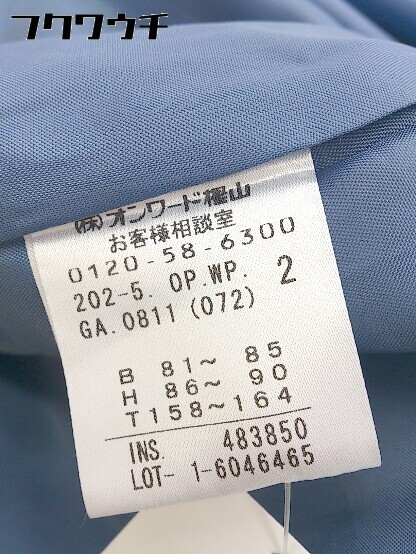 フクワウチ
(株)オンワード樫山
お客様相談室
0120-58-6300
202-5. OP.WP. 2
GA.0811(072)
B 81～ 85
H 86～ 90
T158～164
INS. 483850
LOT- 1-6046465